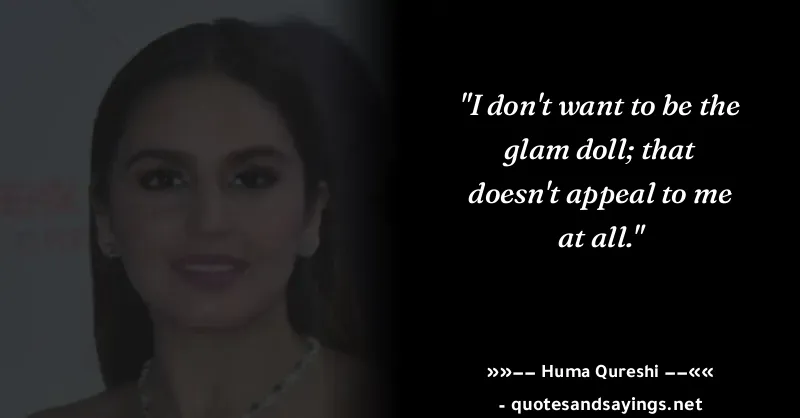 "I don't want to be the
glam doll; that
doesn't appeal to me
at all."
»»−− Huma Qureshi −−««
- quotesandsayings.net